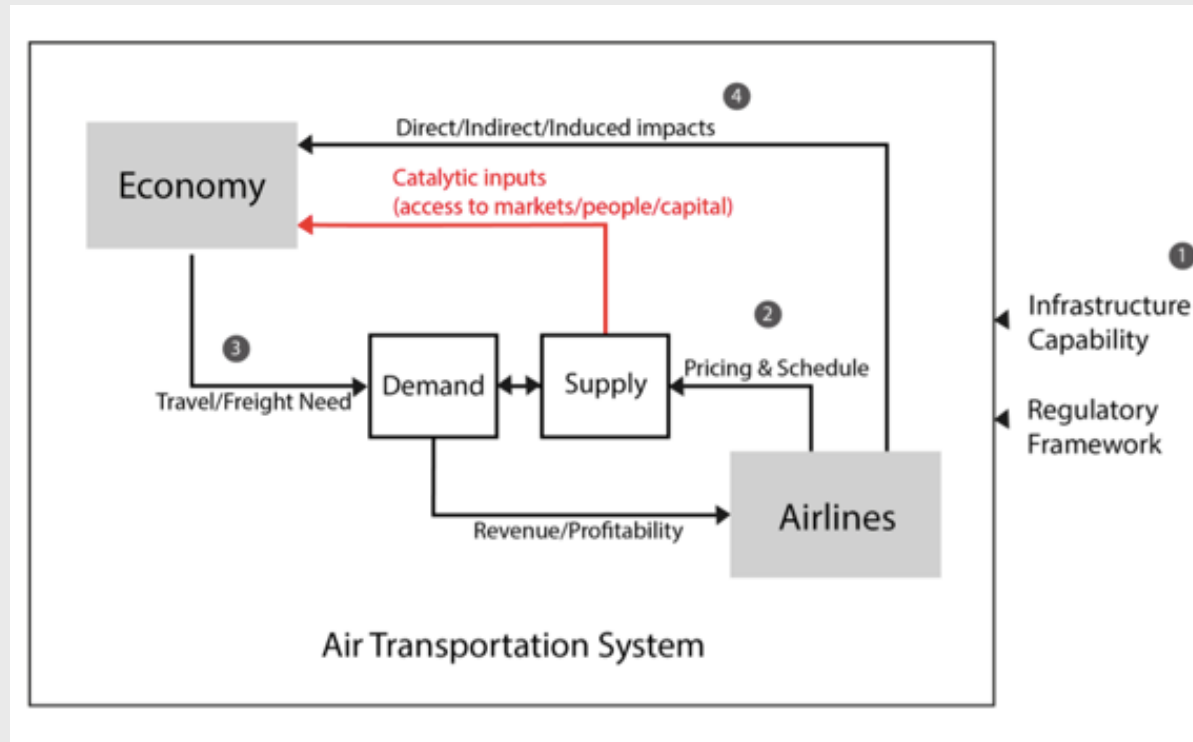 4
Direct/Indirect/Induced impacts
Economy
Catalytic inputs
(access to markets/people/capital)
1
Infrastructure
Capability
2
3
Pricing & Schedule
Demand
Supply
Travel/Freight Need
Regulatory
Framework
Airlines
Revenue/Profitability
Air Transportation System